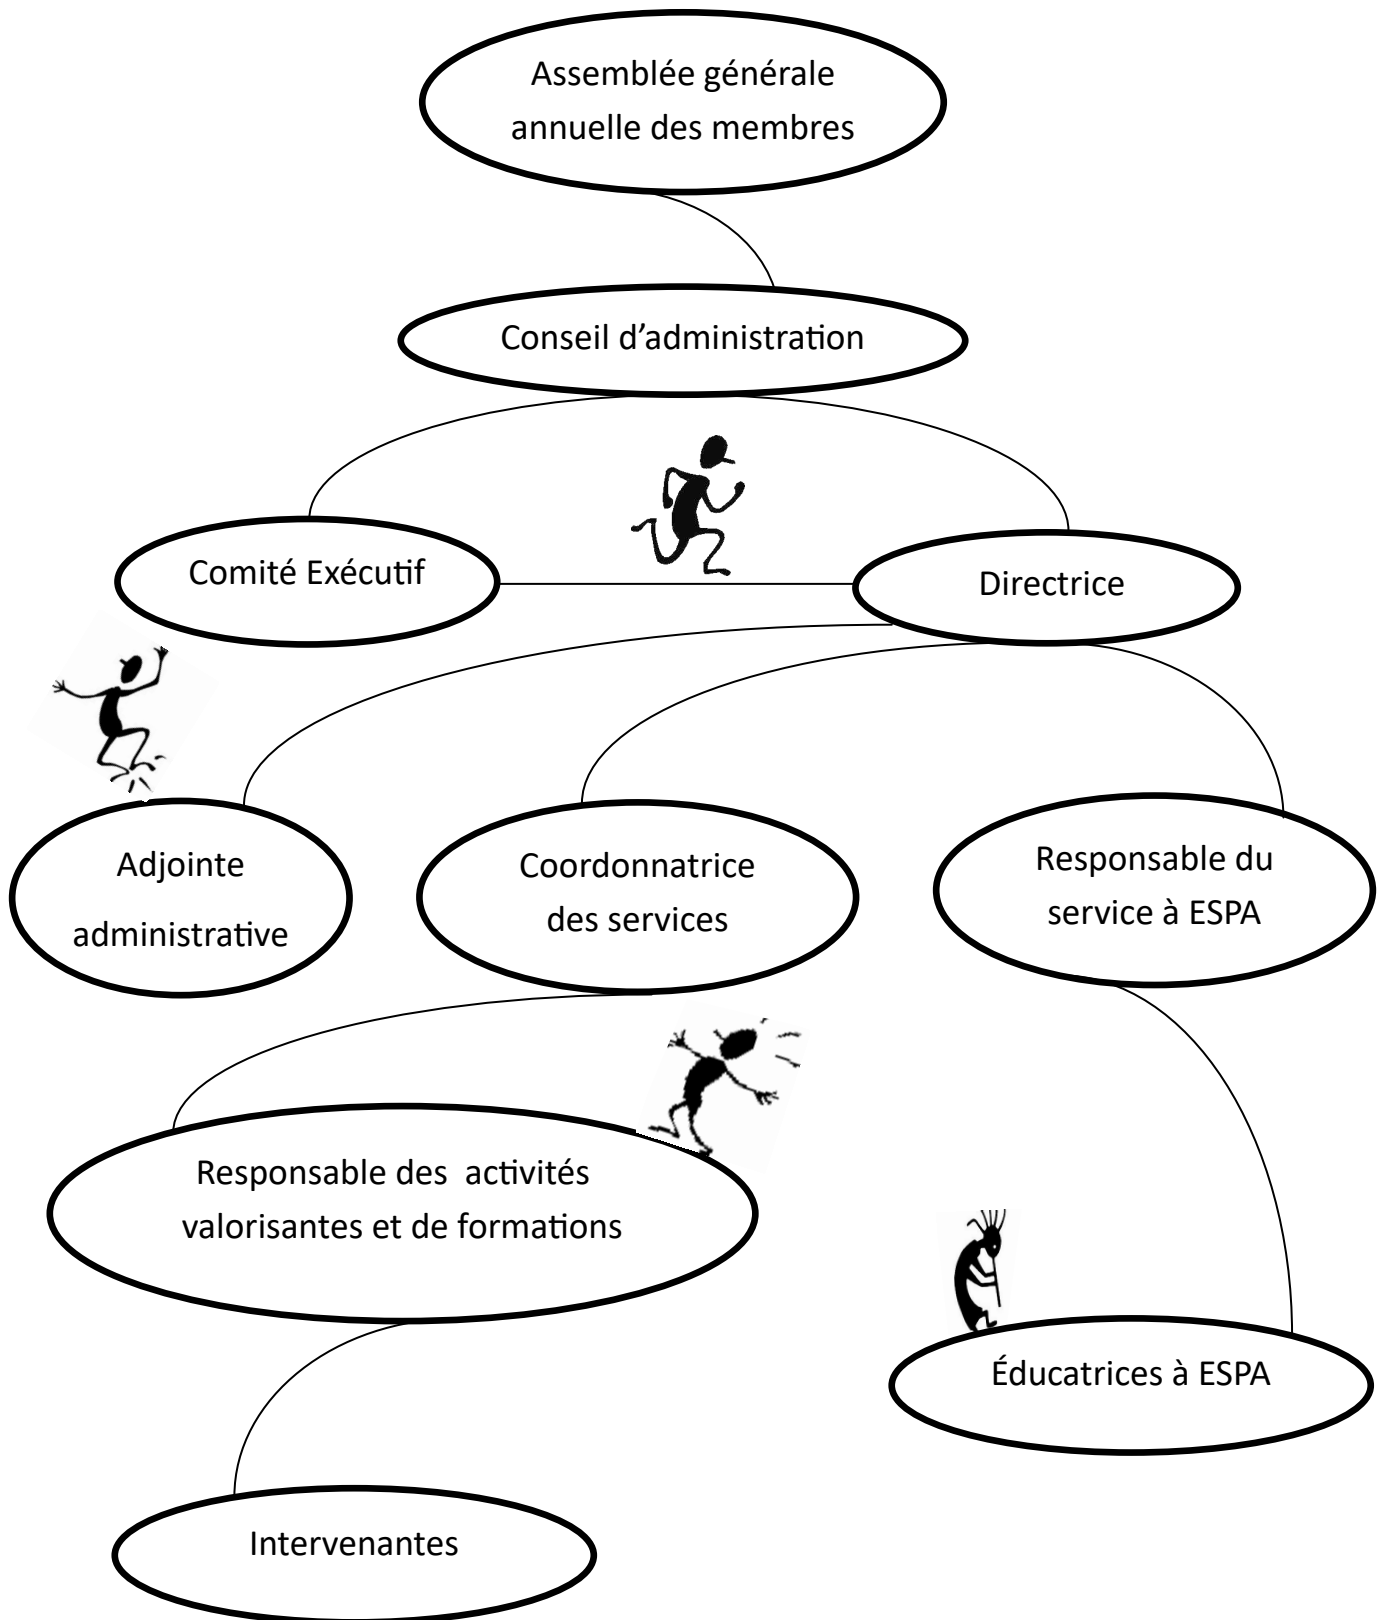 Assemblée générale
annuelle des membres
Conseil d’administration
Comité Exécutif
Directrice
Adjointe
administrative
Coordonnatrice
des services
Responsable du
service à ESPA
Responsable des  activités
valorisantes et de formations
Éducatrices à ESPA
Intervenantes